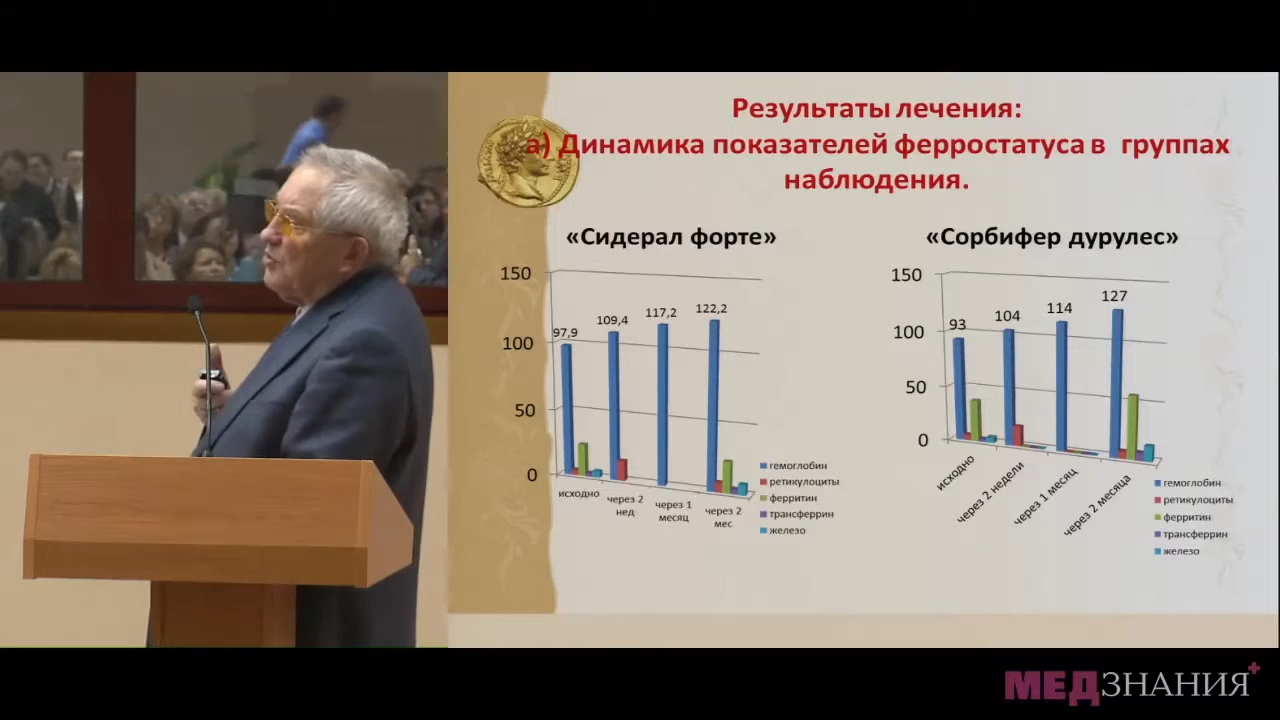 Результаты лечения:
а) Динамика показателей ферростатуса в группах
наблюдения.
«Сидерал форте»
150
100
50
0
97,9
109,4
117,2
122,2
исходно
через 2
нед
через 1
месяц
через 2
мес
гемоглобин
ретикулоциты
ферритин
трансферрин
железо
«Сорбифер дурулес»
150
100
50
0
93
104
114
127
исходно
через 2 недели
через 1 месяц
через 2 месяца
гемоглобин
ретикулоциты
ферритин
трансферрин
железо
МЕДЗНАНИЯ+